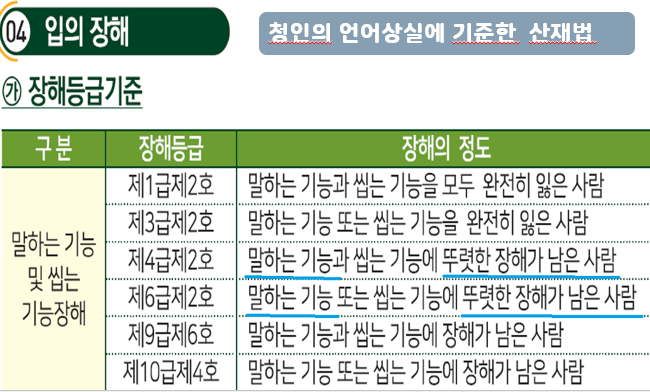 04 입의 장해
청인의 언어상실에 기준한 산재법
㉮ 장해등급기준
구 분 장해등급 장해의 정도
말하는 기능 및 씹는 기능장해
제1급제2호 말하는 기능과 씹는 기능을 모두 완전히 잃은 사람
제3급제2호 말하는 기능 또는 씹는 기능을 완전히 잃은 사람
제4급제2호 말하는 기능과 씹는 기능에 뚜렷한 장해가 남은 사람
제6급제2호 말하는 기능 또는 씹는 기능에 뚜렷한 장해가 남은 사람
제9급제6호 말하는 기능과 씹는 기능에 장해가 남은 사람
제10급제4호 말하는 기능 또는 씹는 기능에 장해가 남은 사람